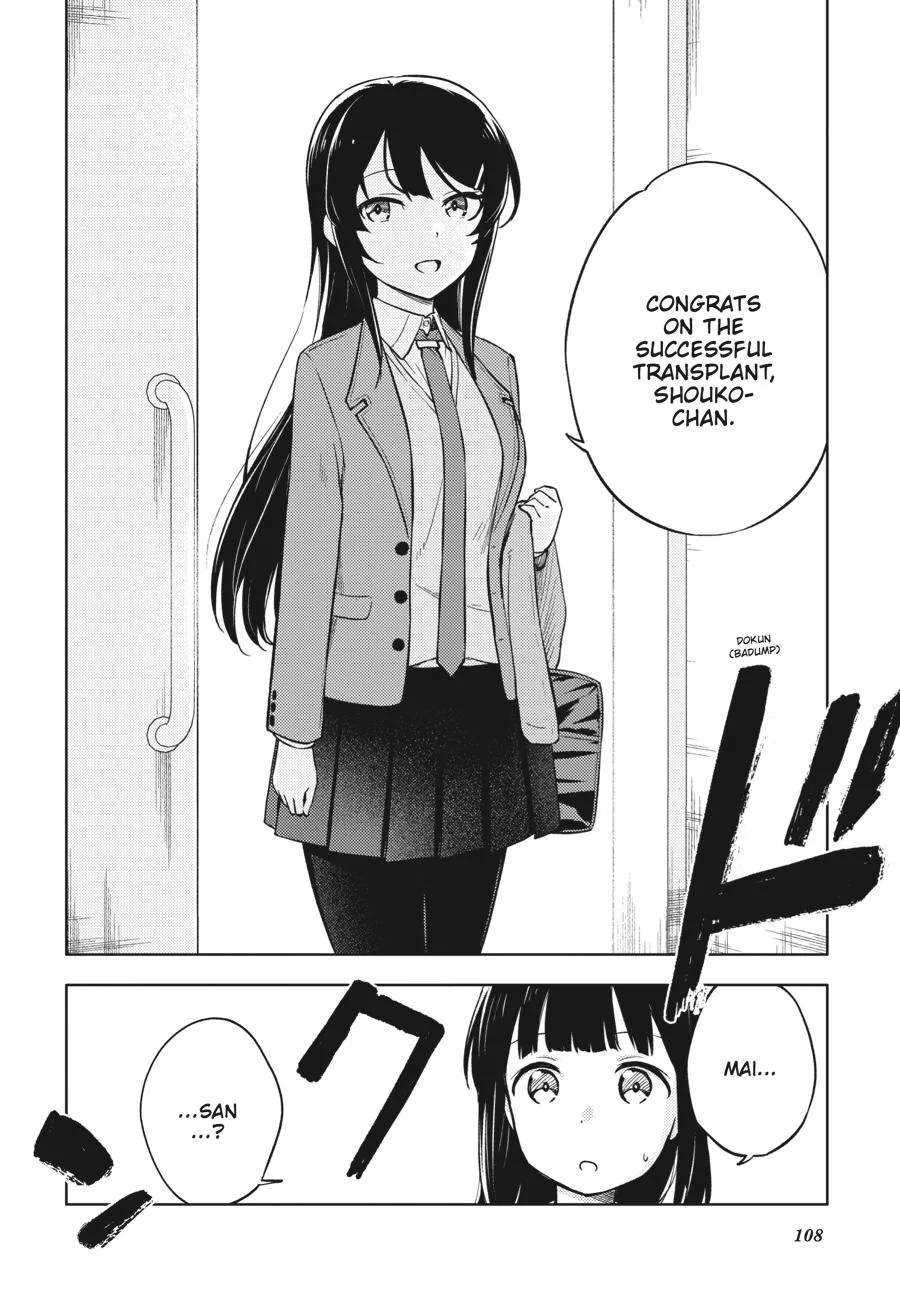 CONGRATS
ON THE
SUCCESSFUL
TRANSPLANT,
SHOUKO-
CHAN.
DOKUN
(BADUMP)
ドクン
MAI...
...SAN
...?
108